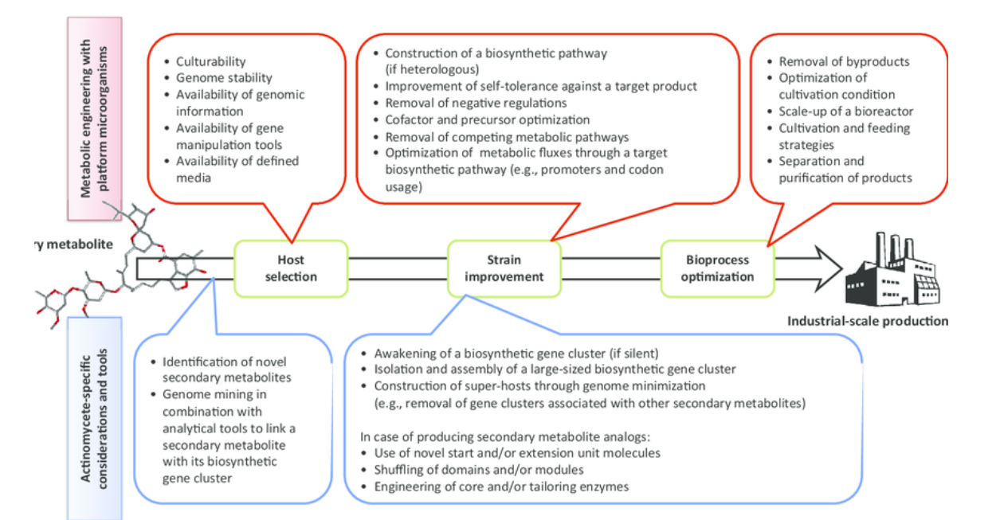 Metabolic engineering with
platform microorganisms
• Culturability
• Genome stability
• Availability of genomic
information
• Availability of gene
manipulation tools
• Availability of defined
media
• Construction of a biosynthetic pathway
(if heterologous)
• Improvement of self-tolerance against a target product
• Removal of negative regulations
• Cofactor and precursor optimization
• Removal of competing metabolic pathways
• Optimization of metabolic fluxes through a target
biosynthetic pathway (e.g., promoters and codon
usage)
• Removal of byproducts
• Optimization of
cultivation condition
• Scale-up of a bioreactor
• Cultivation and feeding
strategies
• Separation and
purification of products
ry metabolite
Host
selection
Strain
improvement
Bioprocess
optimization
Industrial-scale production
Actinomycete-specific
considerations and tools
• Identification of novel
secondary metabolites
• Genome mining in
combination with
analytical tools to link a
secondary metabolite
with its biosynthetic
gene cluster
• Awakening of a biosynthetic gene cluster (if silent)
• Isolation and assembly of a large-sized biosynthetic gene cluster
• Construction of super-hosts through genome minimization
(e.g., removal of gene clusters associated with other secondary metabolites)
In case of producing secondary metabolite analogs:
• Use of novel start and/or extension unit molecules
• Shuffling of domains and/or modules
• Engineering of core and/or tailoring enzymes